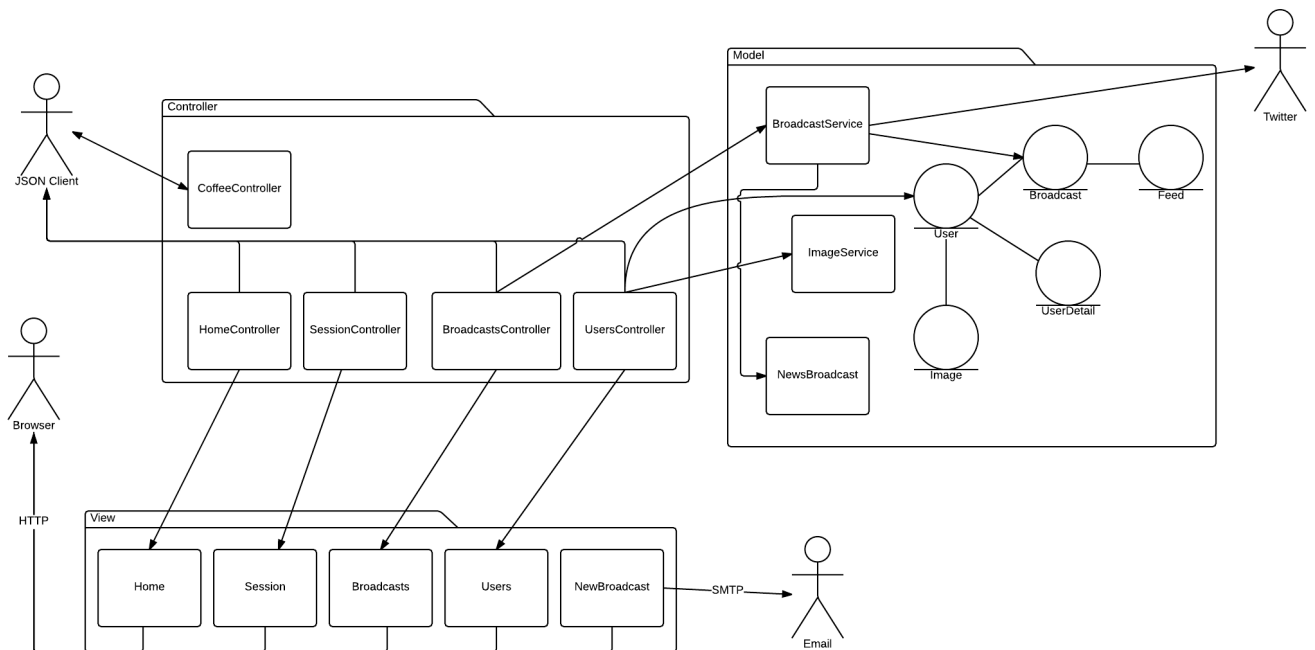 Model
Twitter
Controller
BroadcastService
JSON Client
CoffeeController
Broadcast
Feed
User
ImageService
UserDetail
HomeController
SessionController
BroadcastsController
UsersController
NewsBroadcast
Image
Browser
HTTP
View
Home
Session
Broadcasts
Users
NewBroadcast
SMTP
Email